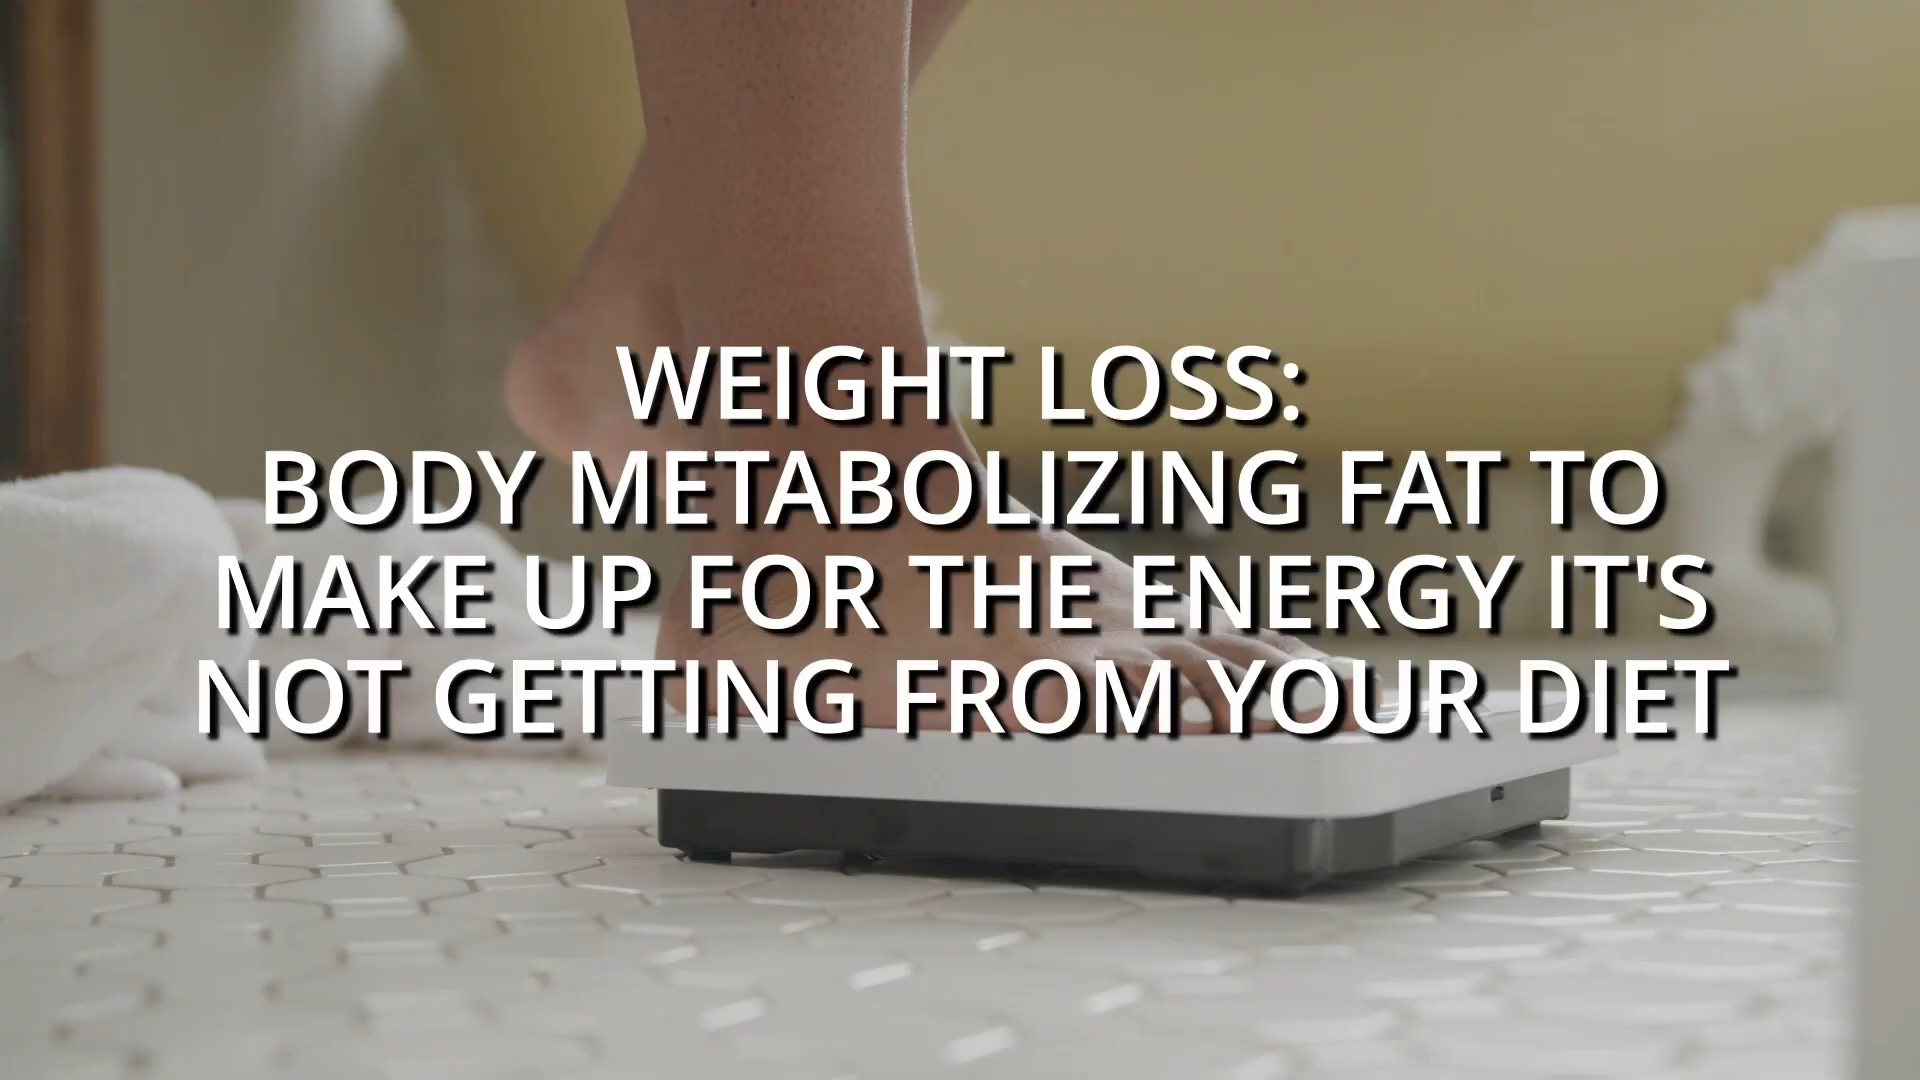 WEIGHT LOSS:
BODY METABOLIZING FAT TO
MAKE UP FOR THE ENERGY IT'S
NOT GETTING FROM YOUR DIET